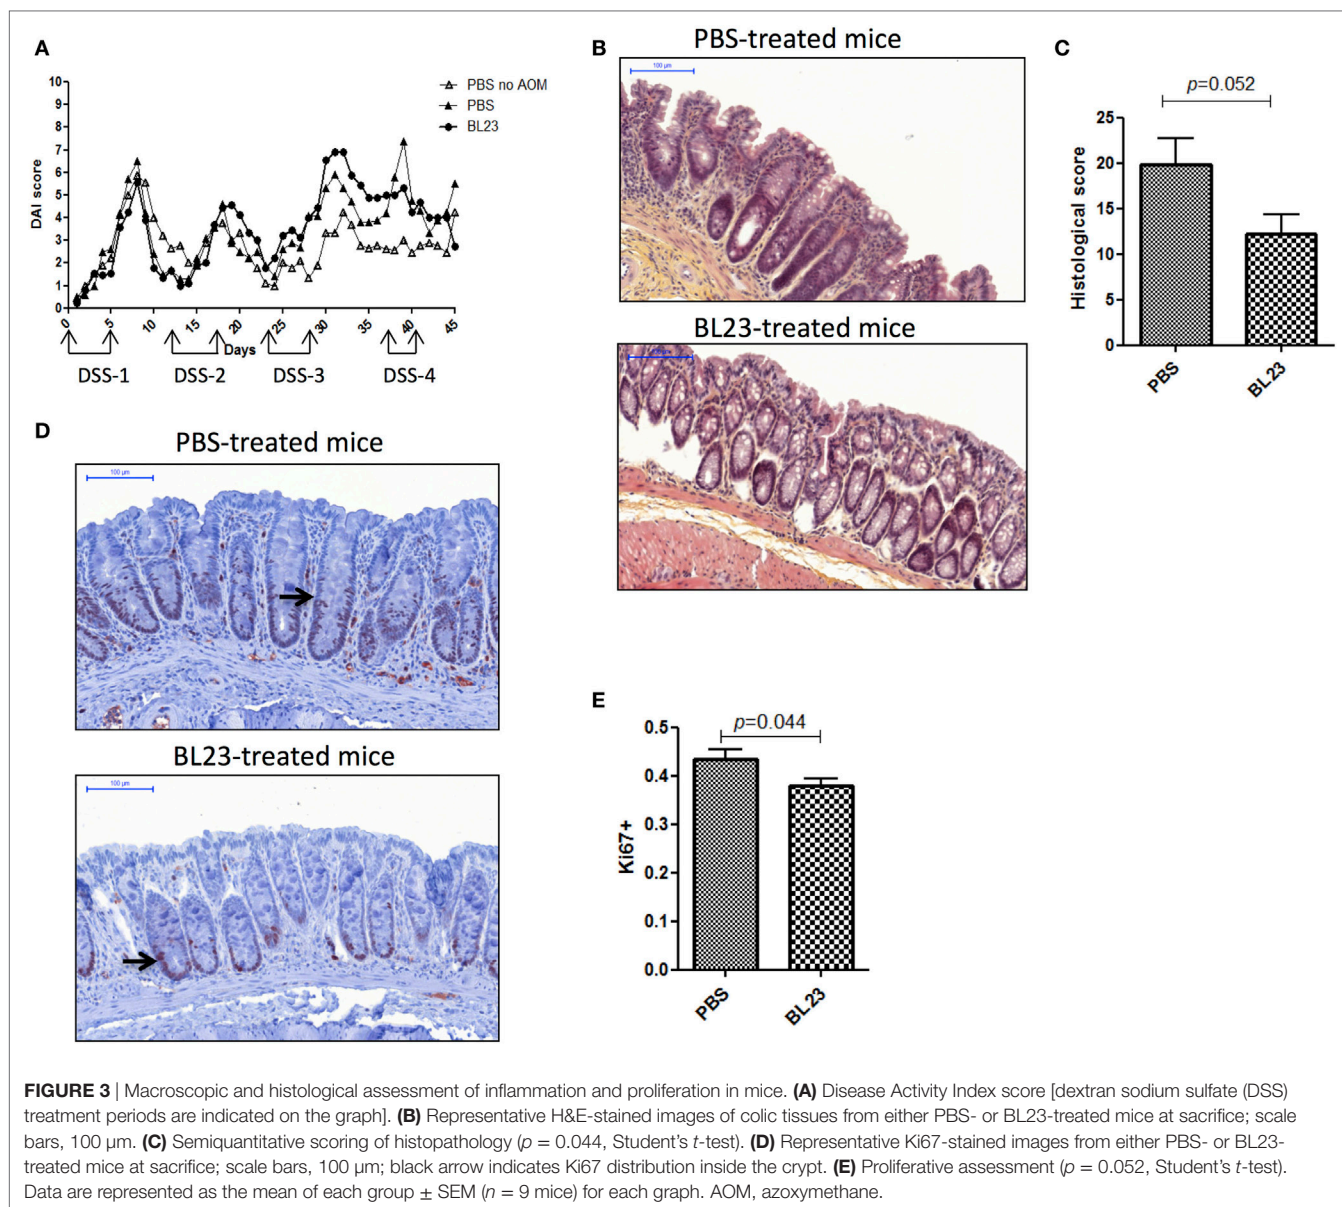 A
10
9
8
7
6
5
4
3
2
1
0
DAI score
PBS no AOM
PBS
BL23
0
5
10
15
20
25
30
35
40
45
Days
DSS-1
DSS-2
DSS-3
DSS-4
B
PBS-treated mice
100 µm
BL23-treated mice
C
p=0.052
25
20
15
10
5
0
Histological score
PBS
BL23
D
PBS-treated mice
100 µm
BL23-treated mice
100 µm
E
p=0.044
0.5
0.4
0.3
0.2
0.1
0.0
Ki67+
PBS
BL23
FIGURE 3 | Macroscopic and histological assessment of inflammation and proliferation in mice. (A) Disease Activity Index score [dextran sodium sulfate (DSS)
treatment periods are indicated on the graph]. (B) Representative H&E-stained images of colic tissues from either PBS- or BL23-treated mice at sacrifice; scale
bars, 100 µm. (C) Semiquantitative scoring of histopathology (p = 0.044, Student's t-test). (D) Representative Ki67-stained images from either PBS- or BL23-
treated mice at sacrifice; scale bars, 100 µm; black arrow indicates Ki67 distribution inside the crypt. (E) Proliferative assessment (p = 0.052, Student's t-test).
Data are represented as the mean of each group ± SEM (n = 9 mice) for each graph. AOM, azoxymethane.